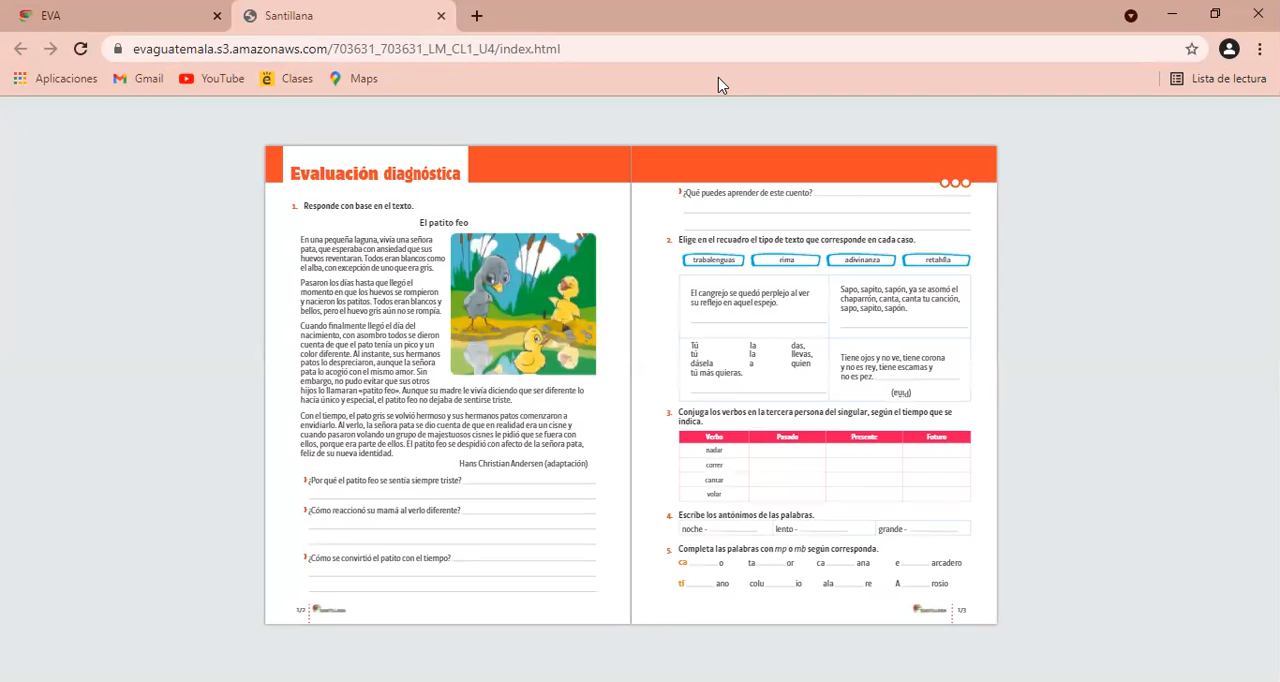 EVA
Santillana
evaguatemala.s3.amazonaws.com/703631_703631_LM_CL1_U4/index.html
Aplicaciones
Gmail
YouTube
Clases
Maps
Lista de lectura
Evaluación diagnóstica
1. Responde con base en el texto.
El patito feo
En una pequeña laguna, vivía una señora
pata, que esperaba con ansiedad que sus
huevos reventaran. Todos eran blancos como
el alba, con excepción de uno que era gris.
Pasaron los días hasta que llegó el
momento en que los huevos se rompieron
y nacieron los patitos. Todos eran blancos y
bellos, pero el huevo gris aún no se rompía.
Cuando finalmente llegó el día del
nacimiento, con asombro todos se dieron
cuenta de que el pato tenía un pico y un
color diferente. Al instante, sus hermanos
patos lo despreciaron, aunque la señora
pata lo acogió con el mismo amor. Sin
embargo, no pudo evitar que sus otros
hijos lo llamaran «patito feo». Aunque su madre le vivía diciendo que ser diferente lo
hacía único y especial, el patito feo no dejaba de sentirse triste.
Con el tiempo, el pato gris se volvió hermoso y sus hermanos patos comenzaron a
envidiarlo. Al verlo, la señora pata se dio cuenta de que en realidad era un cisne y
cuando pasaron volando un grupo de majestuosos cisnes le pidió que se fuera con
ellos, porque era parte de ellos. El patito feo se despidió con afecto de la señora pata,
feliz de su nueva identidad.
Hans Christian Andersen (adaptación)
¿Por qué el patito feo se sentía siempre triste?
¿Cómo reaccionó su mamá al verlo diferente?
¿Cómo se convirtió el patito con el tiempo?
1/2 SANTILLANA
¿Qué puedes aprender de este cuento?
2. Elige en el recuadro el tipo de texto que corresponde en cada caso.
trabalenguas rima adivinanza retahíla
El cangrejo se quedó perplejo al ver
su reflejo en aquel espejo.
Sapo, sapito, sapón, ya se asomó el
chaparrón, canta, canta tu canción,
sapo, sapito, sapón.
Tú la das,
tú la llevas,
dásela a quien
tú más quieras.
Tiene ojos y no ve, tiene corona
y no es rey, tiene escamas y
no es pez.
(Piña)
3. Conjuga los verbos en la tercera persona del singular, según el tiempo que se
indica.
Verbo Pasado Presente Futuro
nadar
correr
cantar
volar
4. Escribe los antónimos de las palabras.
noche - lento - grande -
5. Completa las palabras con mp o mb según corresponda.
ca o ta or ca ana e arcadero
tí ano colu io ala re A rosio
SANTILLANA 1/3